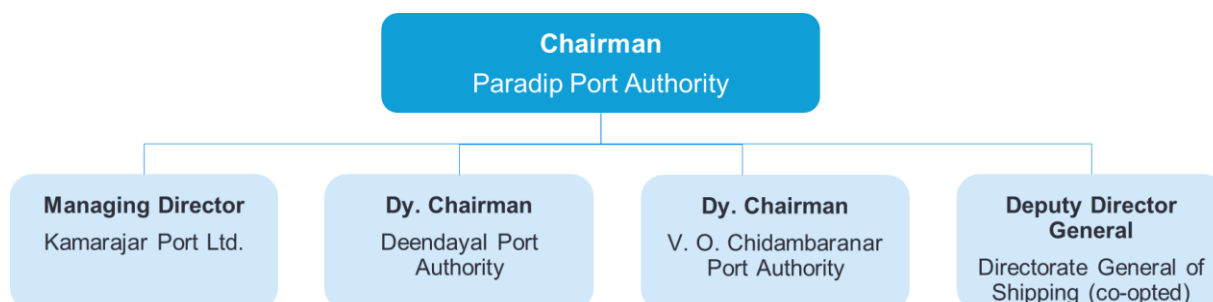 Chairman
Paradip Port Authority
Managing Director
Kamarajar Port Ltd.
Dy. Chairman
Deendayal Port
Authority
Dy. Chairman
V. O. Chidambaranar
Port Authority
Deputy Director
General
Directorate General of
Shipping (co-opted)